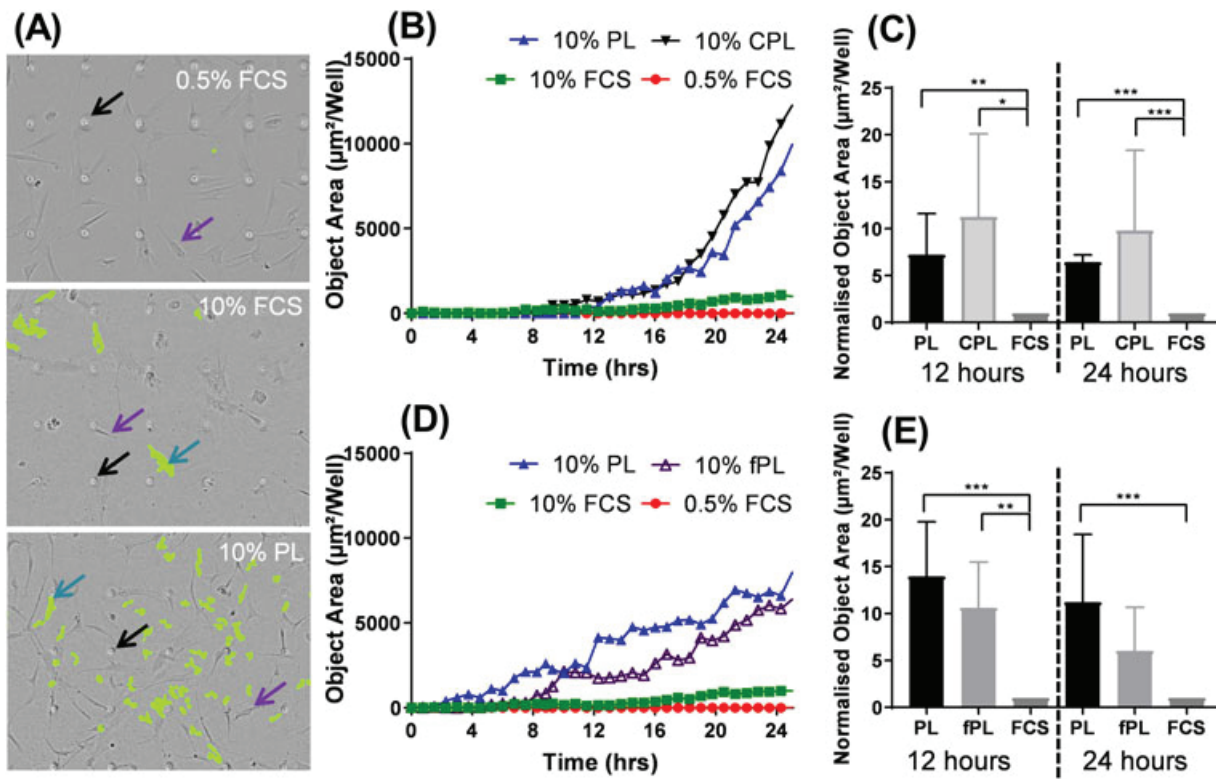 (A)
0.5% FCS
10% FCS
10% PL
(B)
10% PL 10% CPL
10% FCS 0.5% FCS
Object Area (µm²/Well)
15000
10000
5000
0
0 4 8 12 16 20 24
Time (hrs)
(C)
Normalised Object Area (µm²/Well)
25
20
15
10
5
0
** * *** ***
PL CPL FCS PL CPL FCS
12 hours 24 hours
(D)
10% PL 10% fPL
10% FCS 0.5% FCS
Object Area (µm²/Well)
15000
10000
5000
0
0 4 8 12 16 20 24
Time (hrs)
(E)
Normalised Object Area (µm²/Well)
25
20
15
10
5
0
*** ** ***
PL fPL FCS PL fPL FCS
12 hours 24 hours